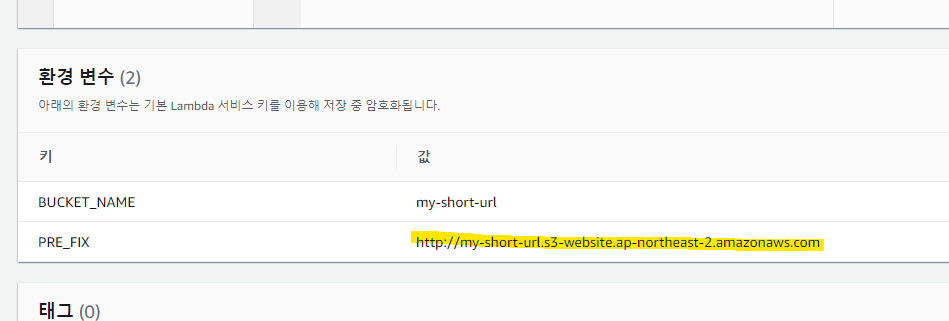 환경 변수 (2)
아래의 환경 변수는 기본 Lambda 서비스 키를 이용해 저장 중 암호화됩니다.
키 값
BUCKET_NAME my-short-url
PRE_FIX http://my-short-url.s3-website.ap-northeast-2.amazonaws.com
태그 (0)